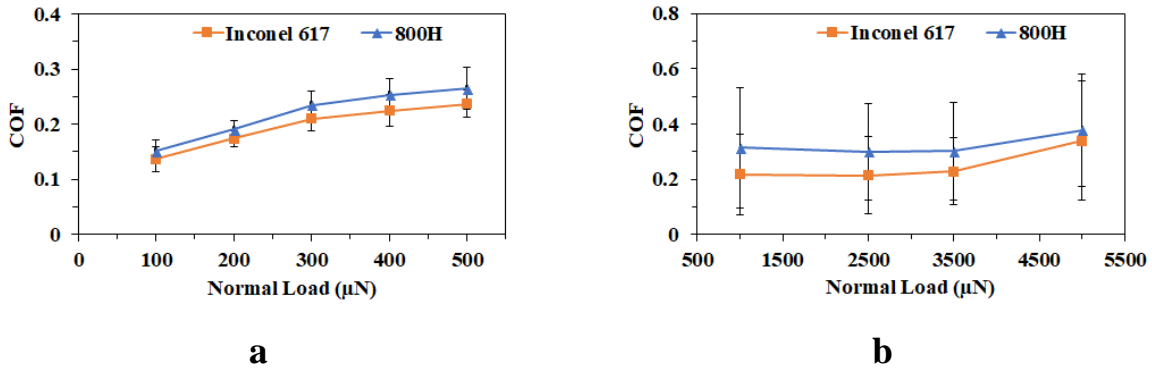 0.4
0.3
0.2
0.1
0
COF
Inconel 617
800H
0 100 200 300 400 500
Normal Load (μN)
a
0.8
0.6
0.4
0.2
0
COF
Inconel 617
800H
500 1500 2500 3500 4500 5500
Normal Load (μN)
b